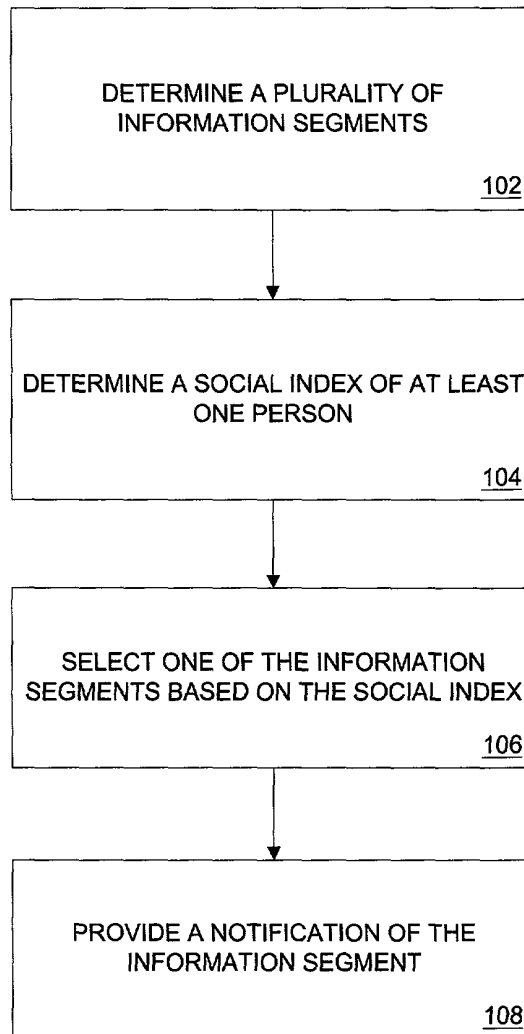 DETERMINE A PLURALITY OF
INFORMATION SEGMENTS
102
DETERMINE A SOCIAL INDEX OF AT LEAST
ONE PERSON
104
SELECT ONE OF THE INFORMATION
SEGMENTS BASED ON THE SOCIAL INDEX
106
PROVIDE A NOTIFICATION OF THE
INFORMATION SEGMENT
108